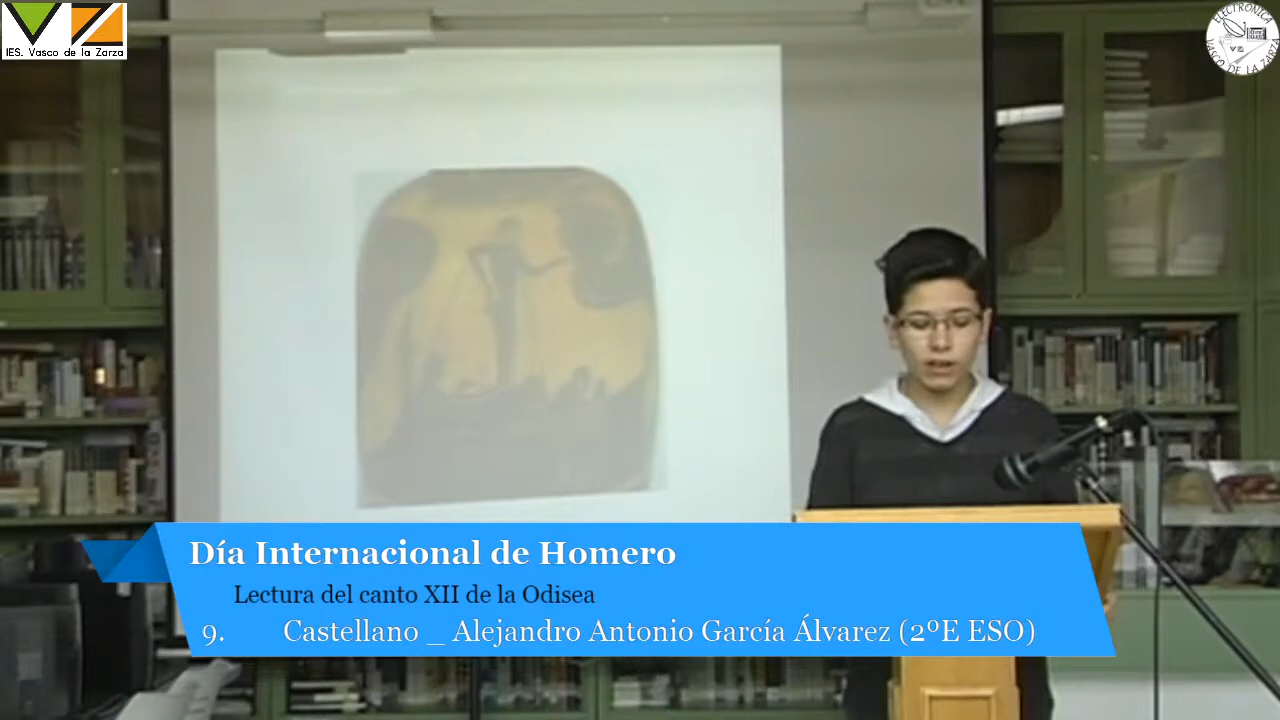 IES. Vasco de la Zarza
ELECTRÓNICA
VASCO DE LA ZARZA
Día Internacional de Homero
Lectura del canto XII de la Odisea
9. Castellano _ Alejandro Antonio García Álvarez (2ºE ESO)